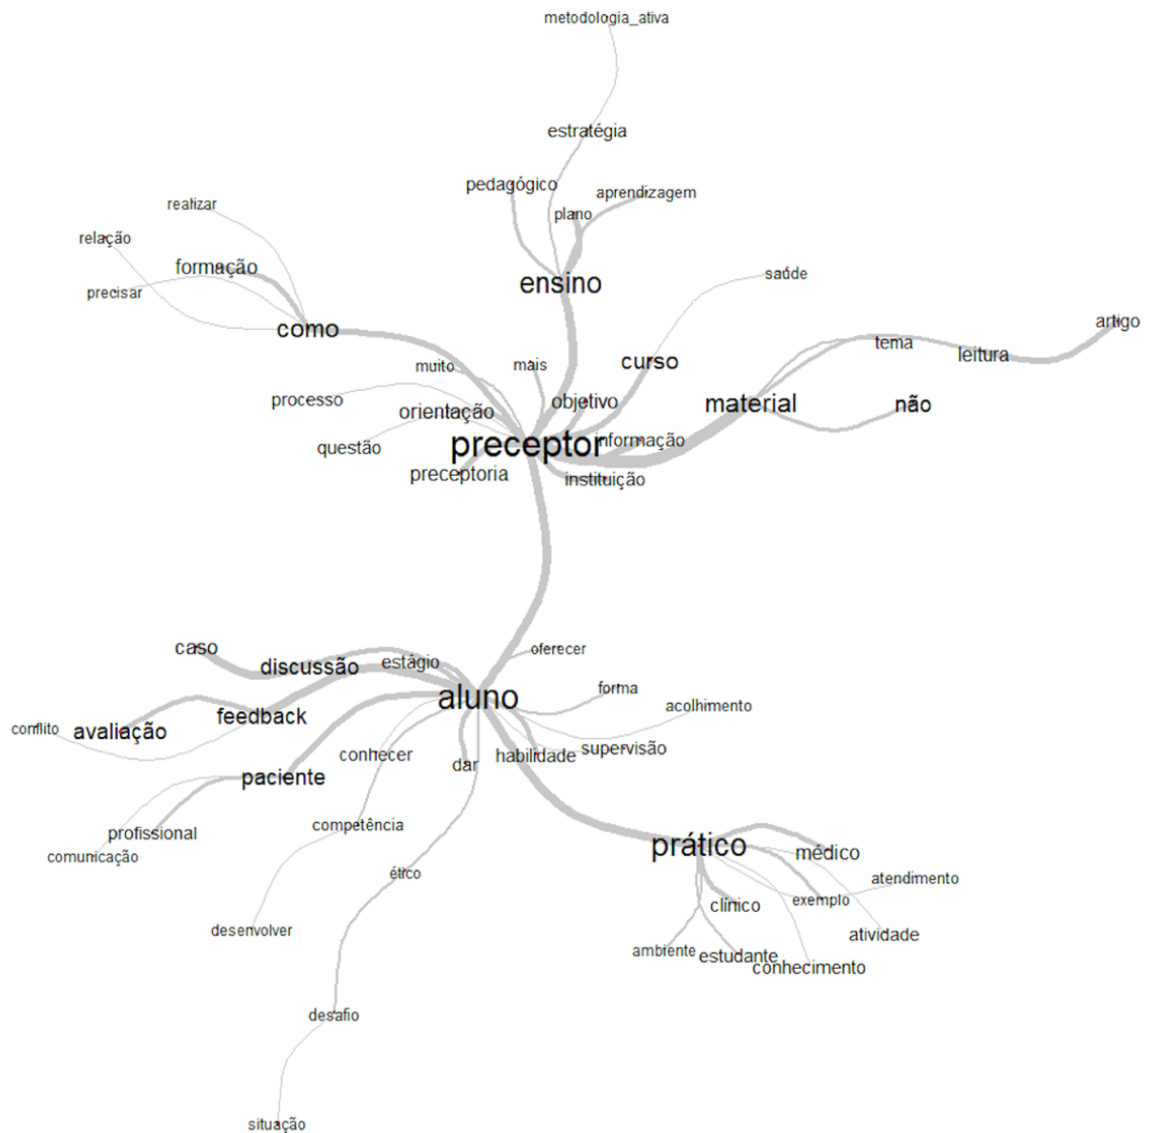 metodologia_ativa
estratégia
pedagógico
aprendizagem
plano
realizar
relação
formação
ensino
saúde
precisar
como
artigo
tema
leitura
muito
mais
curso
processo
objetivo
material
não
orientação
questão
preceptor
informação
preceptoria
instituição
caso
discussão
estágio
oferecer
aluno
forma
acolhimento
feedback
conflito
avaliação
conhecer
dar
habilidade
supervisão
paciente
profissional
competência
comunicação
prático
médico
ético
atendimento
clínico
exemplo
desenvolver
atividade
ambiente
estudante
conhecimento
desafio
situação